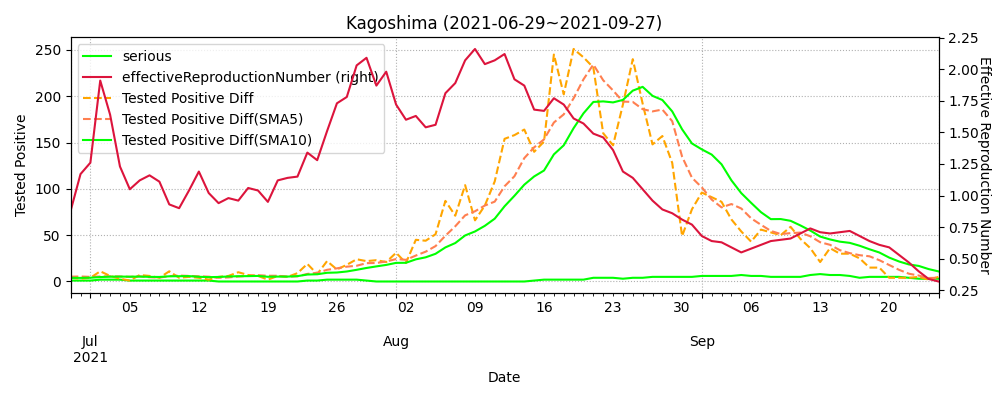 Kagoshima (2021-06-29~2021-09-27)
serious
effectiveReproductionNumber (right)
Tested Positive Diff
Tested Positive Diff(SMA5)
Tested Positive Diff(SMA10)
Tested Positive
250
200
150
100
50
0
2.25
2.00
1.75
1.50
1.25
1.00
0.75
0.50
0.25
Effective Reproduction Number
05 12 19 26 02 09 16 23 30 06 13 20
Jul Aug Sep
2021
Date